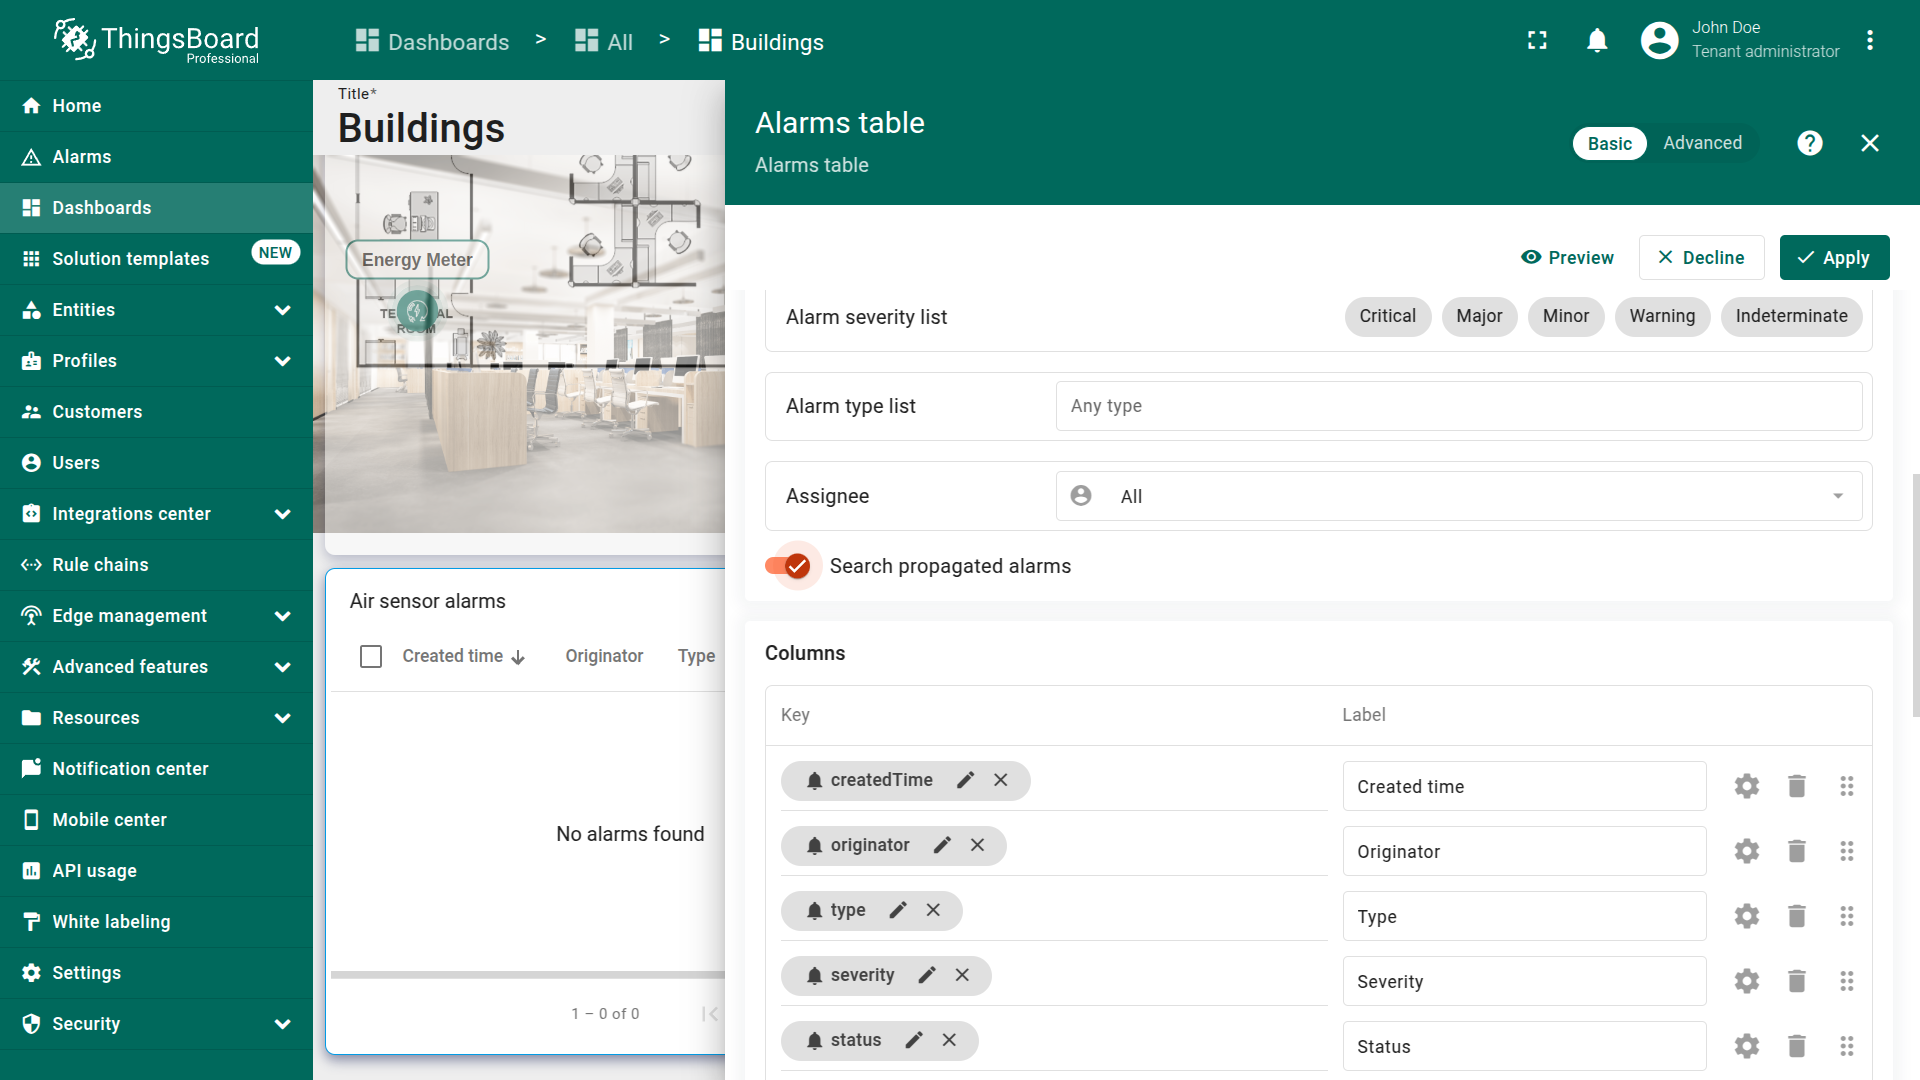 ThingsBoard
Professional
Dashboards > All > Buildings
John Doe
Tenant administrator
Home
Alarms
Dashboards
Solution templates NEW
Entities
Profiles
Customers
Users
Integrations center
Rule chains
Edge management
Advanced features
Resources
Notification center
Mobile center
API usage
White labeling
Settings
Security
Title*
Buildings
Energy Meter
Air sensor alarms
Created time Originator Type
No alarms found
1 – 0 of 0
Alarms table
Alarms table
Basic Advanced
Preview Decline Apply
Alarm severity list Critical Major Minor Warning Indeterminate
Alarm type list Any type
Assignee All
Search propagated alarms
Columns
Key Label
createdTime Created time
originator Originator
type Type
severity Severity
status Status